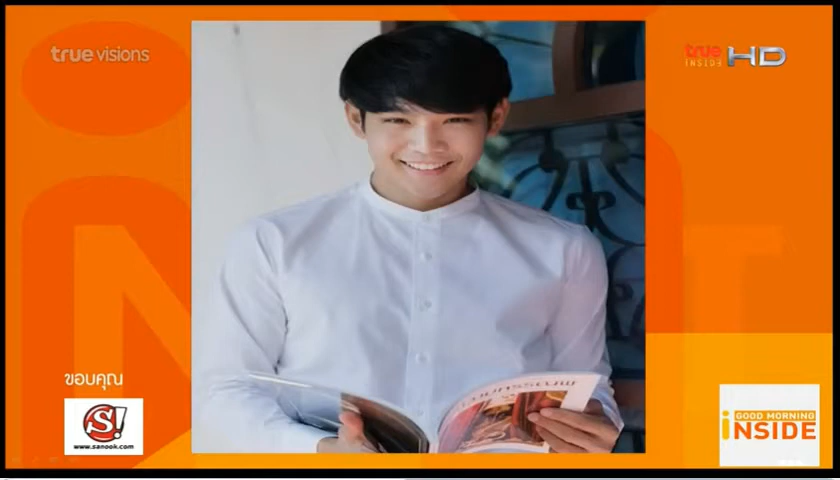 truevisions
true
INSIDE HD
ขอบคุณ
S!
www.sanook.com
GOOD MORNING
iNSIDE